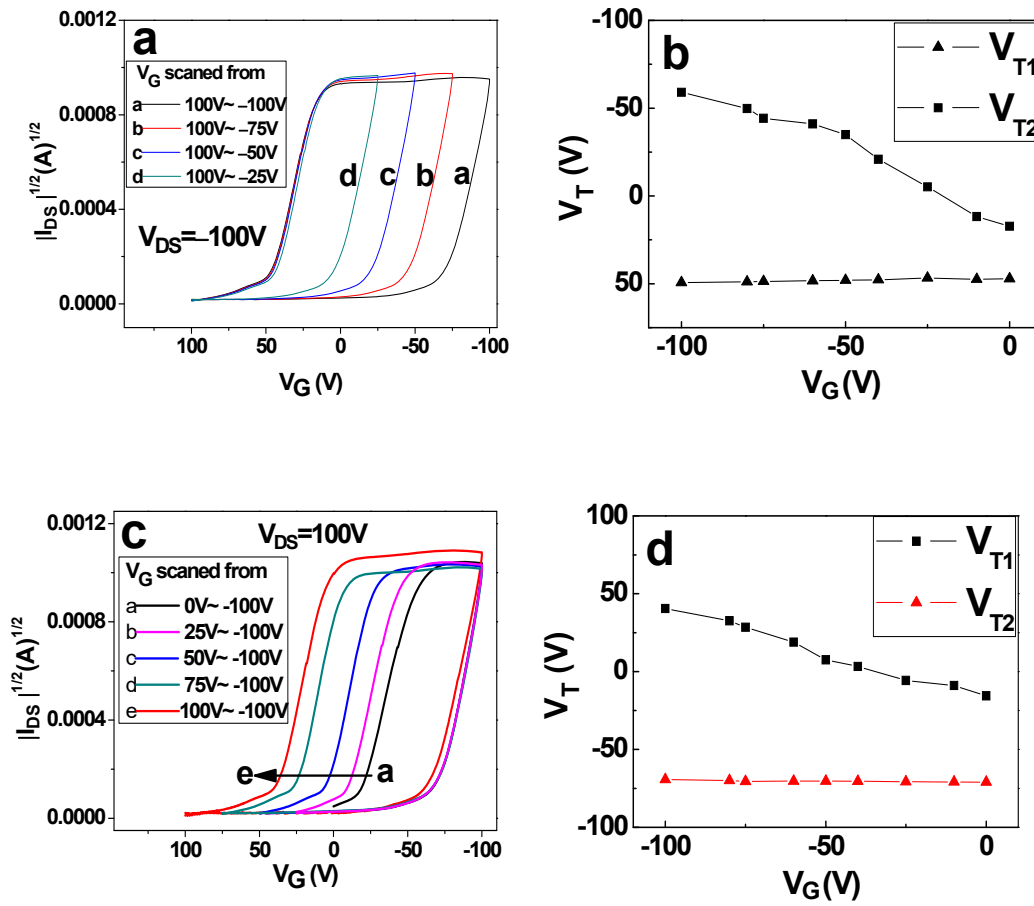 a
V_G scaned from
a 100V~ –100V
b 100V~ –75V
c 100V~ –50V
d 100V~ –25V
d c b a
V_DS=–100V
|I_DS|^1/2(A)^1/2
0.0012
0.0008
0.0004
0.0000
100 50 0 -50 -100
V_G (V)
b
V_T1
V_T2
V_T (V)
-100
-50
0
50
-100 -50 0
V_G (V)
c
V_DS=100V
V_G scaned from
a 0V~ -100V
b 25V~ -100V
c 50V~ -100V
d 75V~ -100V
e 100V~ -100V
e a
|I_DS|^1/2(A)^1/2
0.0012
0.0008
0.0004
0.0000
100 50 0 -50 -100
V_G (V)
d
V_T1
V_T2
V_T (V)
100
50
0
-50
-100
-100 -50 0
V_G (V)